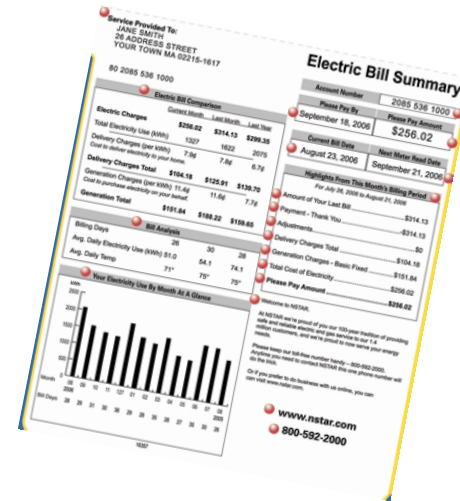 Service Provided To:
JANE SMITH
26 ADDRESS STREET
YOUR TOWN MA 02215-1617
80 2085 536 1000
Electric Bill Summary
Account Number
2085 536 1000
Please Pay By
Please Pay Amount
September 18, 2006
$256.02
Current Bill Date
Next Meter Read Date
August 23, 2006
September 21, 2006
Electric Bill Comparison
Current Month Last Month Last Year
Electric Charges $256.02 $314.13 $299.35
Total Electricity Use (kWh) 1327 1622 2075
Delivery Charges (per kWh) 7.9¢ 7.8¢ 6.7¢
Cost to deliver electricity to your home.
Delivery Charges Total $104.18 $125.91 $139.70
Generation Charges (per kWh) 11.4¢ 11.6¢ 7.7¢
Cost to purchase electricity on your behalf.
Generation Total $151.84 $188.22 $159.65
Bill Analysis
Billing Days 26 30 28
Avg. Daily Electricity Use (kWh) 51.0 54.1 74.1
Avg. Daily Temp 71° 75° 75°
Your Electricity Use By Month At A Glance
kWh
2500
2000
1500
1000
500
0
Month
Bill Days
Highlights From This Month's Billing Period
For July 28, 2006 to August 21, 2006
Amount of Your Last Bill $314.13
Payment - Thank You -$314.13
Adjustments $0
Delivery Charges Total $104.18
Generation Charges - Basic Fixed $151.84
Total Cost of Electricity $256.02
Please Pay Amount $256.02
Welcome to NSTAR.
At NSTAR we're proud of our 100-year tradition of providing
safe and reliable electric and gas service to our 1.4
million customers, and we're proud to now serve your energy
needs.
Please keep our toll-free number handy – 800-592-2000.
Anytime you need to contact NSTAR this one phone number will
do the trick.
Or if you prefer to do business with us online, you can
visit www.nstar.com.
www.nstar.com
800-592-2000